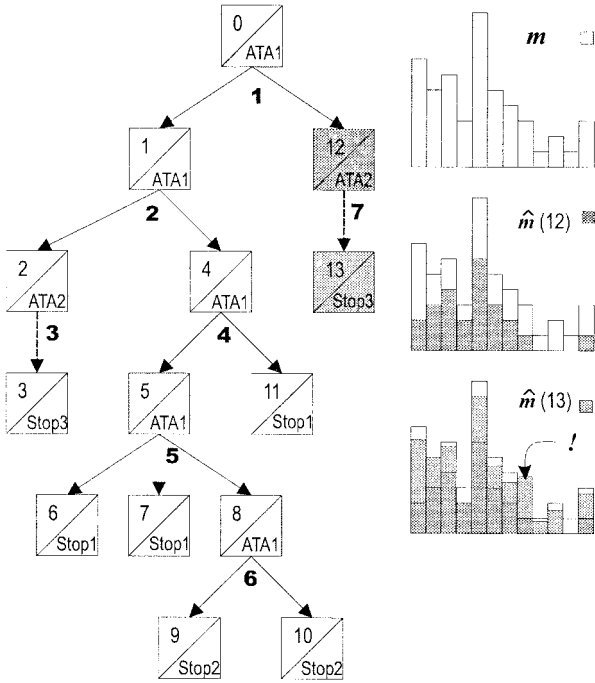 0
ATA1
1
m
1
ATA1
12
ATA2
2
7
m̂ (12)
2
ATA2
4
ATA1
13
Stop3
3
4
3
Stop3
5
ATA1
11
Stop1
m̂ (13)
!
5
6
Stop1
7
Stop1
8
ATA1
6
9
Stop2
10
Stop2